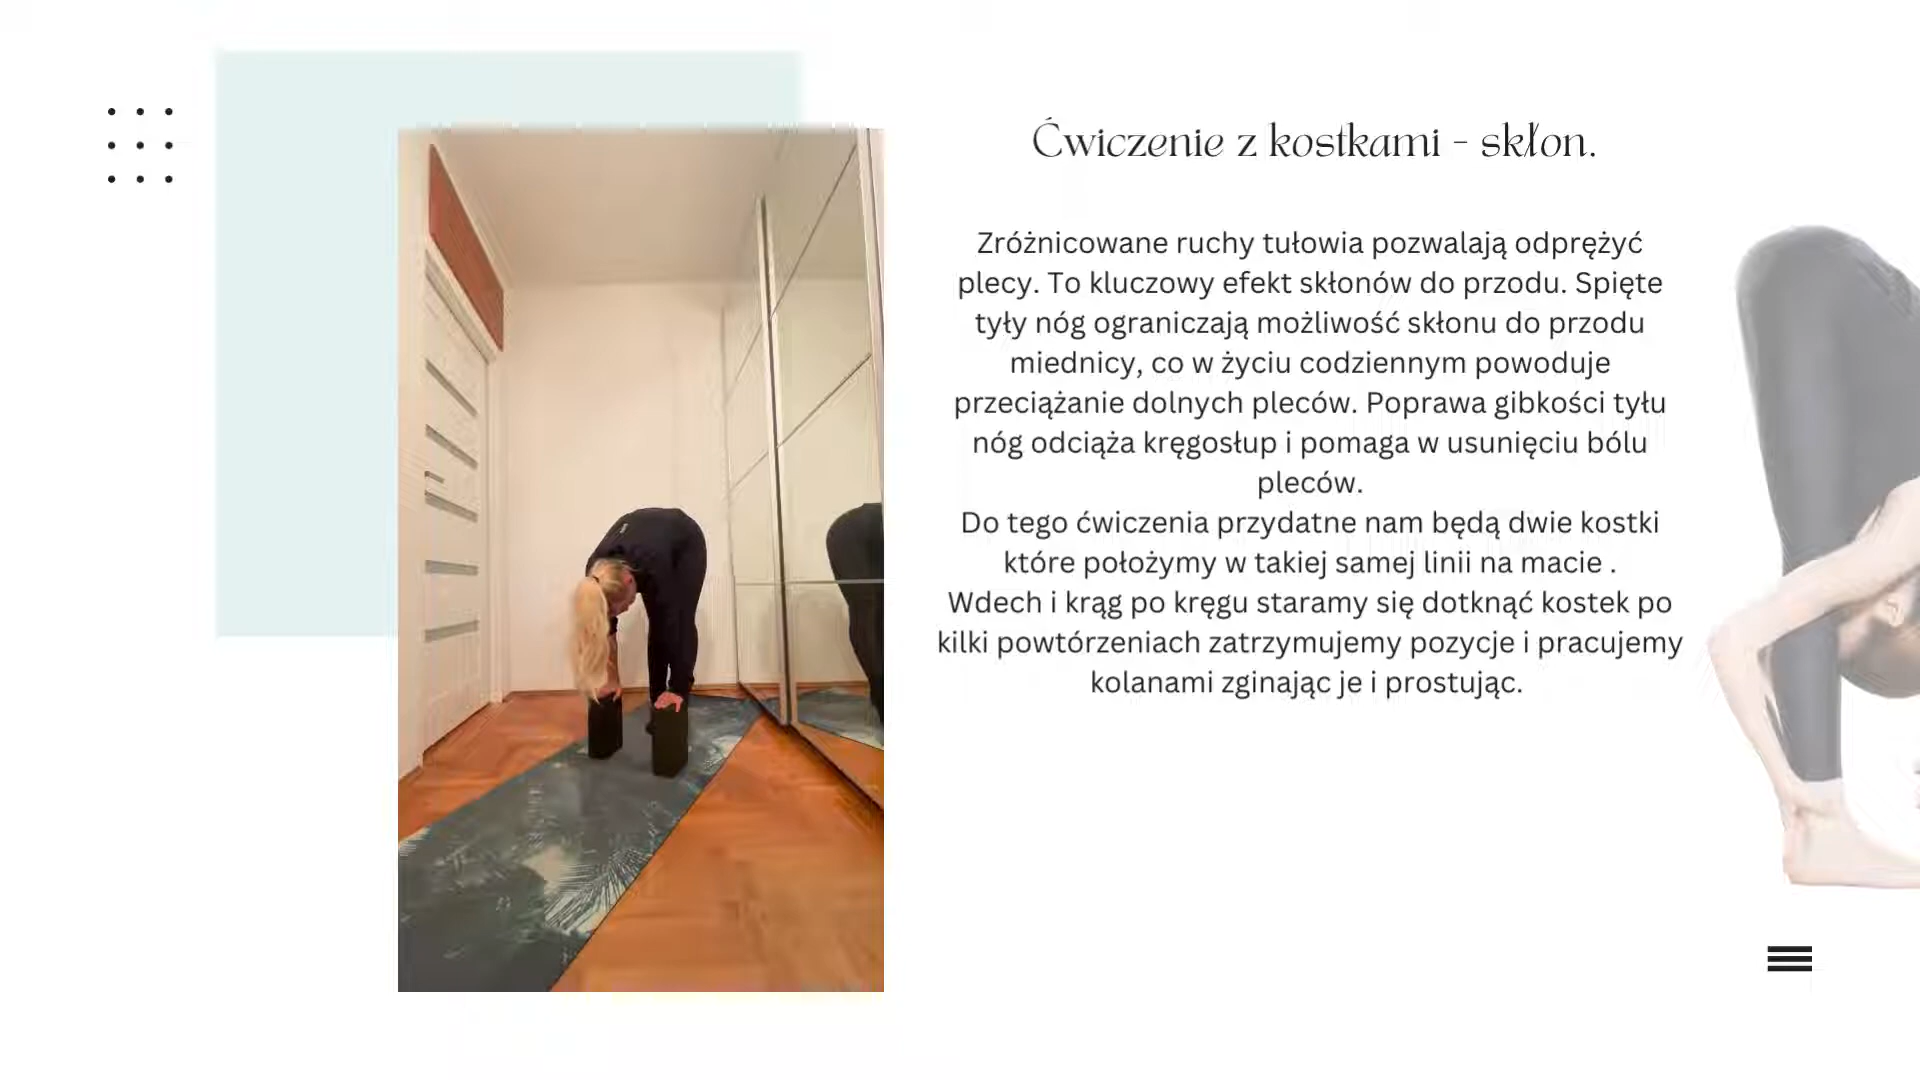 Ćwiczenie z kostkami - skłon.
Zróżnicowane ruchy tułowia pozwalają odprężyć
plecy. To kluczowy efekt skłonów do przodu. Spięte
tyły nóg ograniczają możliwość skłonu do przodu
miednicy, co w życiu codziennym powoduje
przeciążanie dolnych pleców. Poprawa gibkości tyłu
nóg odciąża kręgosłup i pomaga w usunięciu bólu
pleców.
Do tego ćwiczenia przydatne nam będą dwie kostki
które położymy w takiej samej linii na macie .
Wdech i krąg po kręgu staramy się dotknąć kostek po
kilki powtórzeniach zatrzymujemy pozycje i pracujemy
kolanami zginając je i prostując.